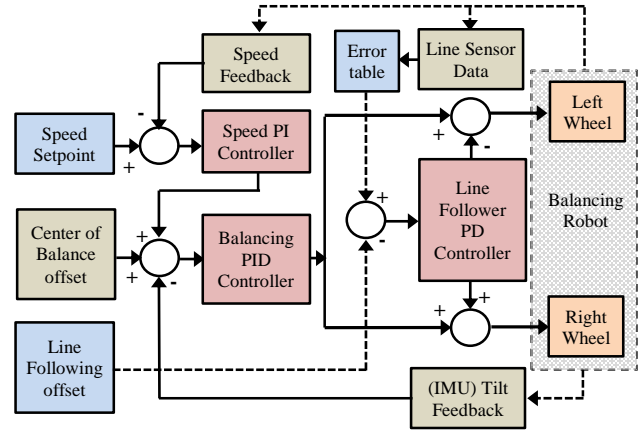 Speed
Feedback
Error
table
Line Sensor
Data
-
Speed
Setpoint
+
Speed PI
Controller
+
-
Left
Wheel
Center of
Balance
offset
+
+
-
Balancing
PID
Controller
+
-
Line
Follower
PD
Controller
Balancing
Robot
Line
Following
offset
+
+
Right
Wheel
(IMU) Tilt
Feedback